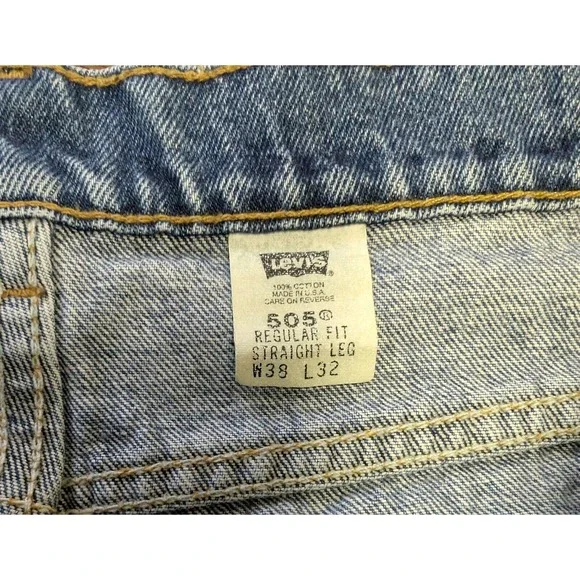 LEVI'S ®
100% COTTON
MADE IN U.S.A.
CARE ON REVERSE
505®
REGULAR FIT
STRAIGHT LEG
W38 L32